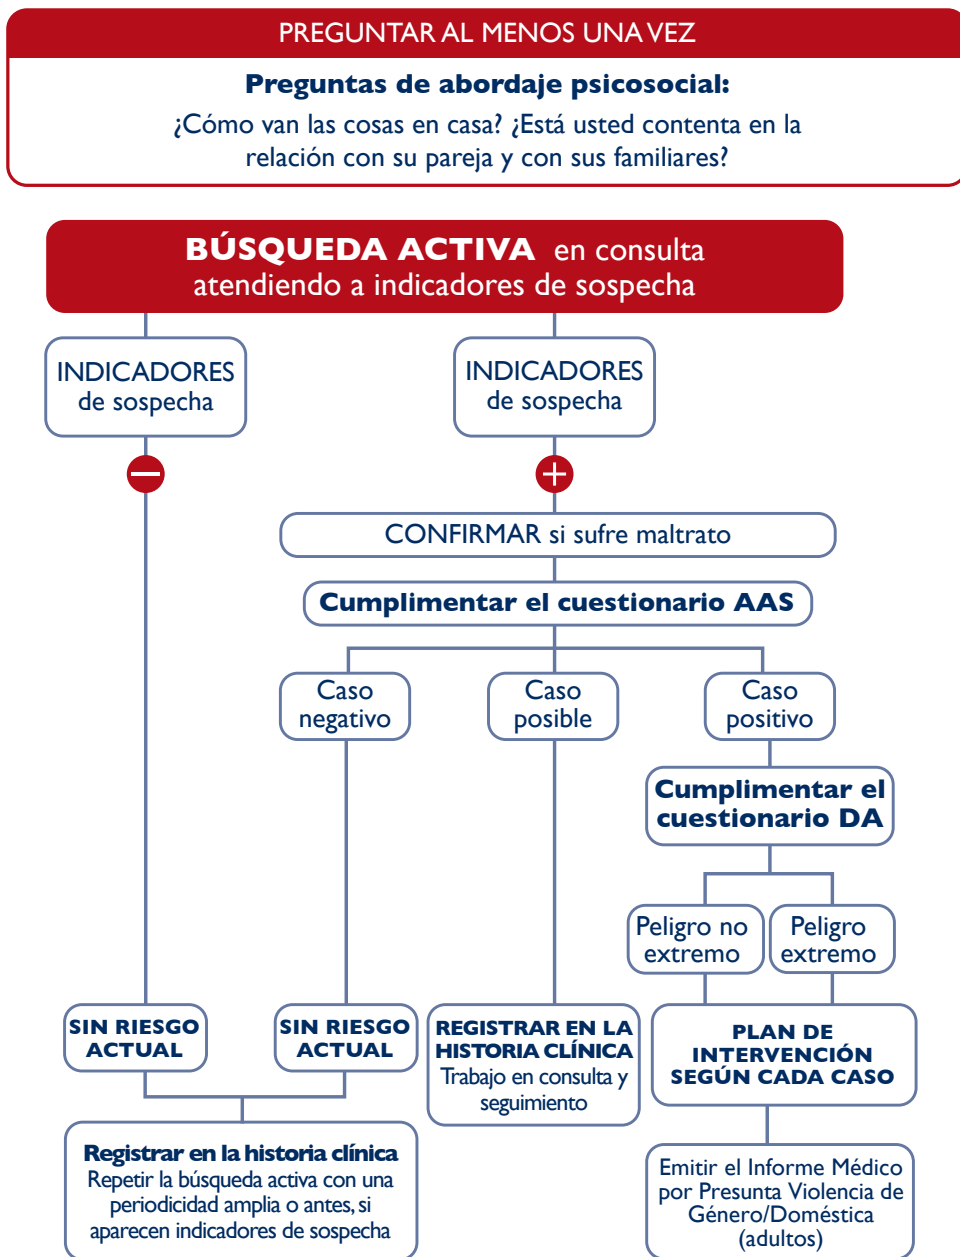 PREGUNTAR AL MENOS UNA VEZ
Preguntas de abordaje psicosocial:
¿Cómo van las cosas en casa? ¿Está usted contenta en la
relación con su pareja y con sus familiares?
BÚSQUEDA ACTIVA en consulta
atendiendo a indicadores de sospecha
INDICADORES
de sospecha
INDICADORES
de sospecha
CONFIRMAR si sufre maltrato
Cumplimentar el cuestionario AAS
Caso
negativo
Caso
posible
Caso
positivo
Cumplimentar el
cuestionario DA
Peligro no
extremo
Peligro
extremo
SIN RIESGO
ACTUAL
SIN RIESGO
ACTUAL
REGISTRAR EN LA
HISTORIA CLÍNICA
Trabajo en consulta y
seguimiento
PLAN DE
INTERVENCIÓN
SEGÚN CADA CASO
Registrar en la historia clínica
Repetir la búsqueda activa con una
periodicidad amplia o antes, si
aparecen indicadores de sospecha
Emitir el Informe Médico
por Presunta Violencia de
Género/Doméstica
(adultos)